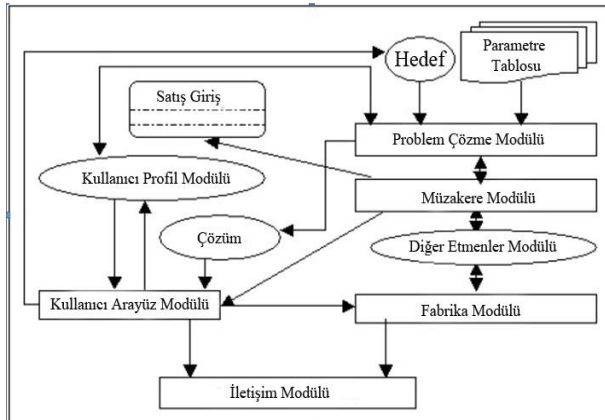 Hedef
Parametre
Tablosu
Satış Giriş
Problem Çözme Modülü
Kullanıcı Profil Modülü
Müzakere Modülü
Çözüm
Diğer Etmenler Modülü
Kullanıcı Arayüz Modülü
Fabrika Modülü
İletişim Modülü